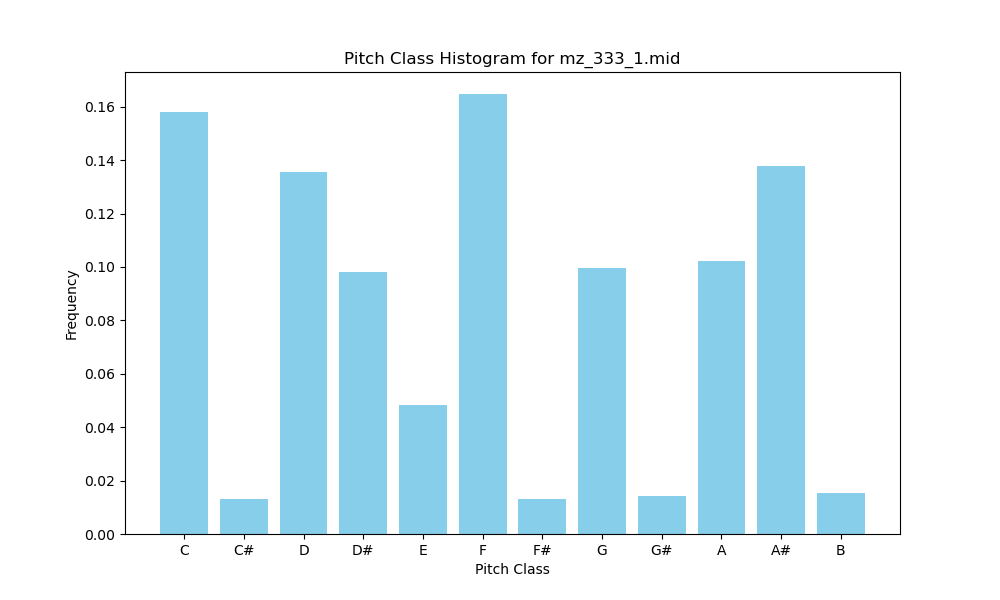 Pitch Class Histogram for mz_333_1.mid
Frequency
0.16
0.14
0.12
0.10
0.08
0.06
0.04
0.02
0.00
C C# D D# E F F# G G# A A# B
Pitch Class